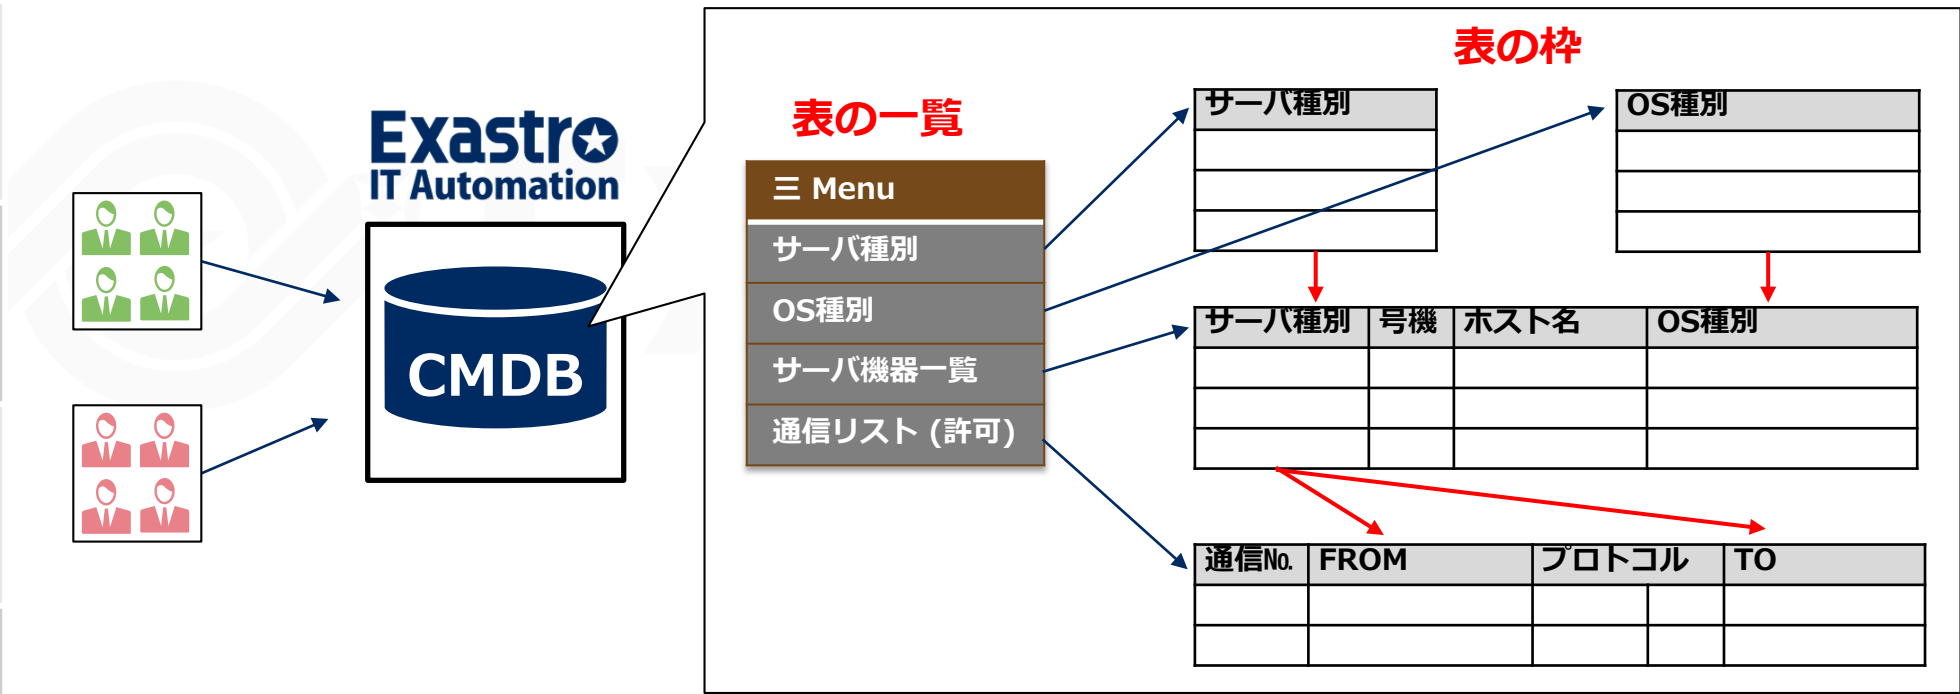 Exastro
IT Automation
CMDB
表の一覧
三 Menu
サーバ種別
OS種別
サーバ機器一覧
通信リスト (許可)
表の枠
サーバ種別
OS種別
サーバ種別 号機 ホスト名 OS種別
通信№ FROM プロトコル TO